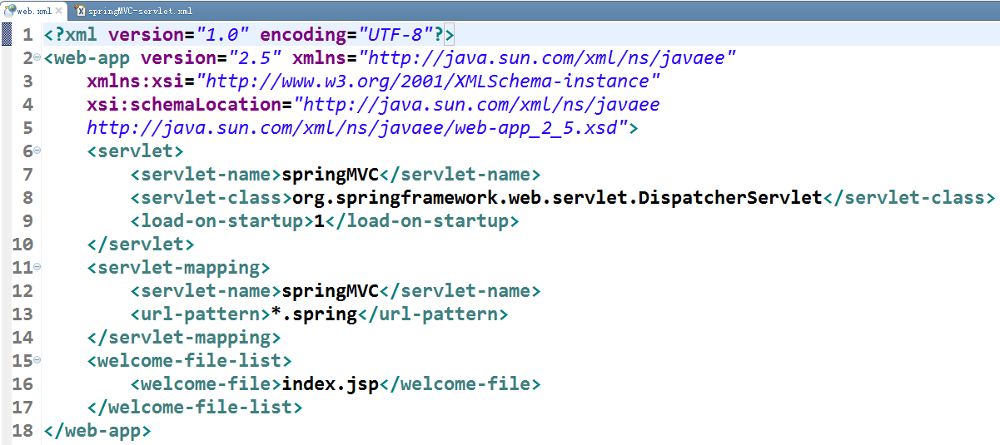 web.xml springMVC-servlet.xml
1 <?xml version="1.0" encoding="UTF-8"?>
2 <web-app version="2.5" xmlns="http://java.sun.com/xml/ns/javaee"
3 xmlns:xsi="http://www.w3.org/2001/XMLSchema-instance"
4 xsi:schemaLocation="http://java.sun.com/xml/ns/javaee
5 http://java.sun.com/xml/ns/javaee/web-app_2_5.xsd">
6 <servlet>
7 <servlet-name>springMVC</servlet-name>
8 <servlet-class>org.springframework.web.servlet.DispatcherServlet</servlet-class>
9 <load-on-startup>1</load-on-startup>
10 </servlet>
11 <servlet-mapping>
12 <servlet-name>springMVC</servlet-name>
13 <url-pattern>*.spring</url-pattern>
14 </servlet-mapping>
15 <welcome-file-list>
16 <welcome-file>index.jsp</welcome-file>
17 </welcome-file-list>
18 </web-app>